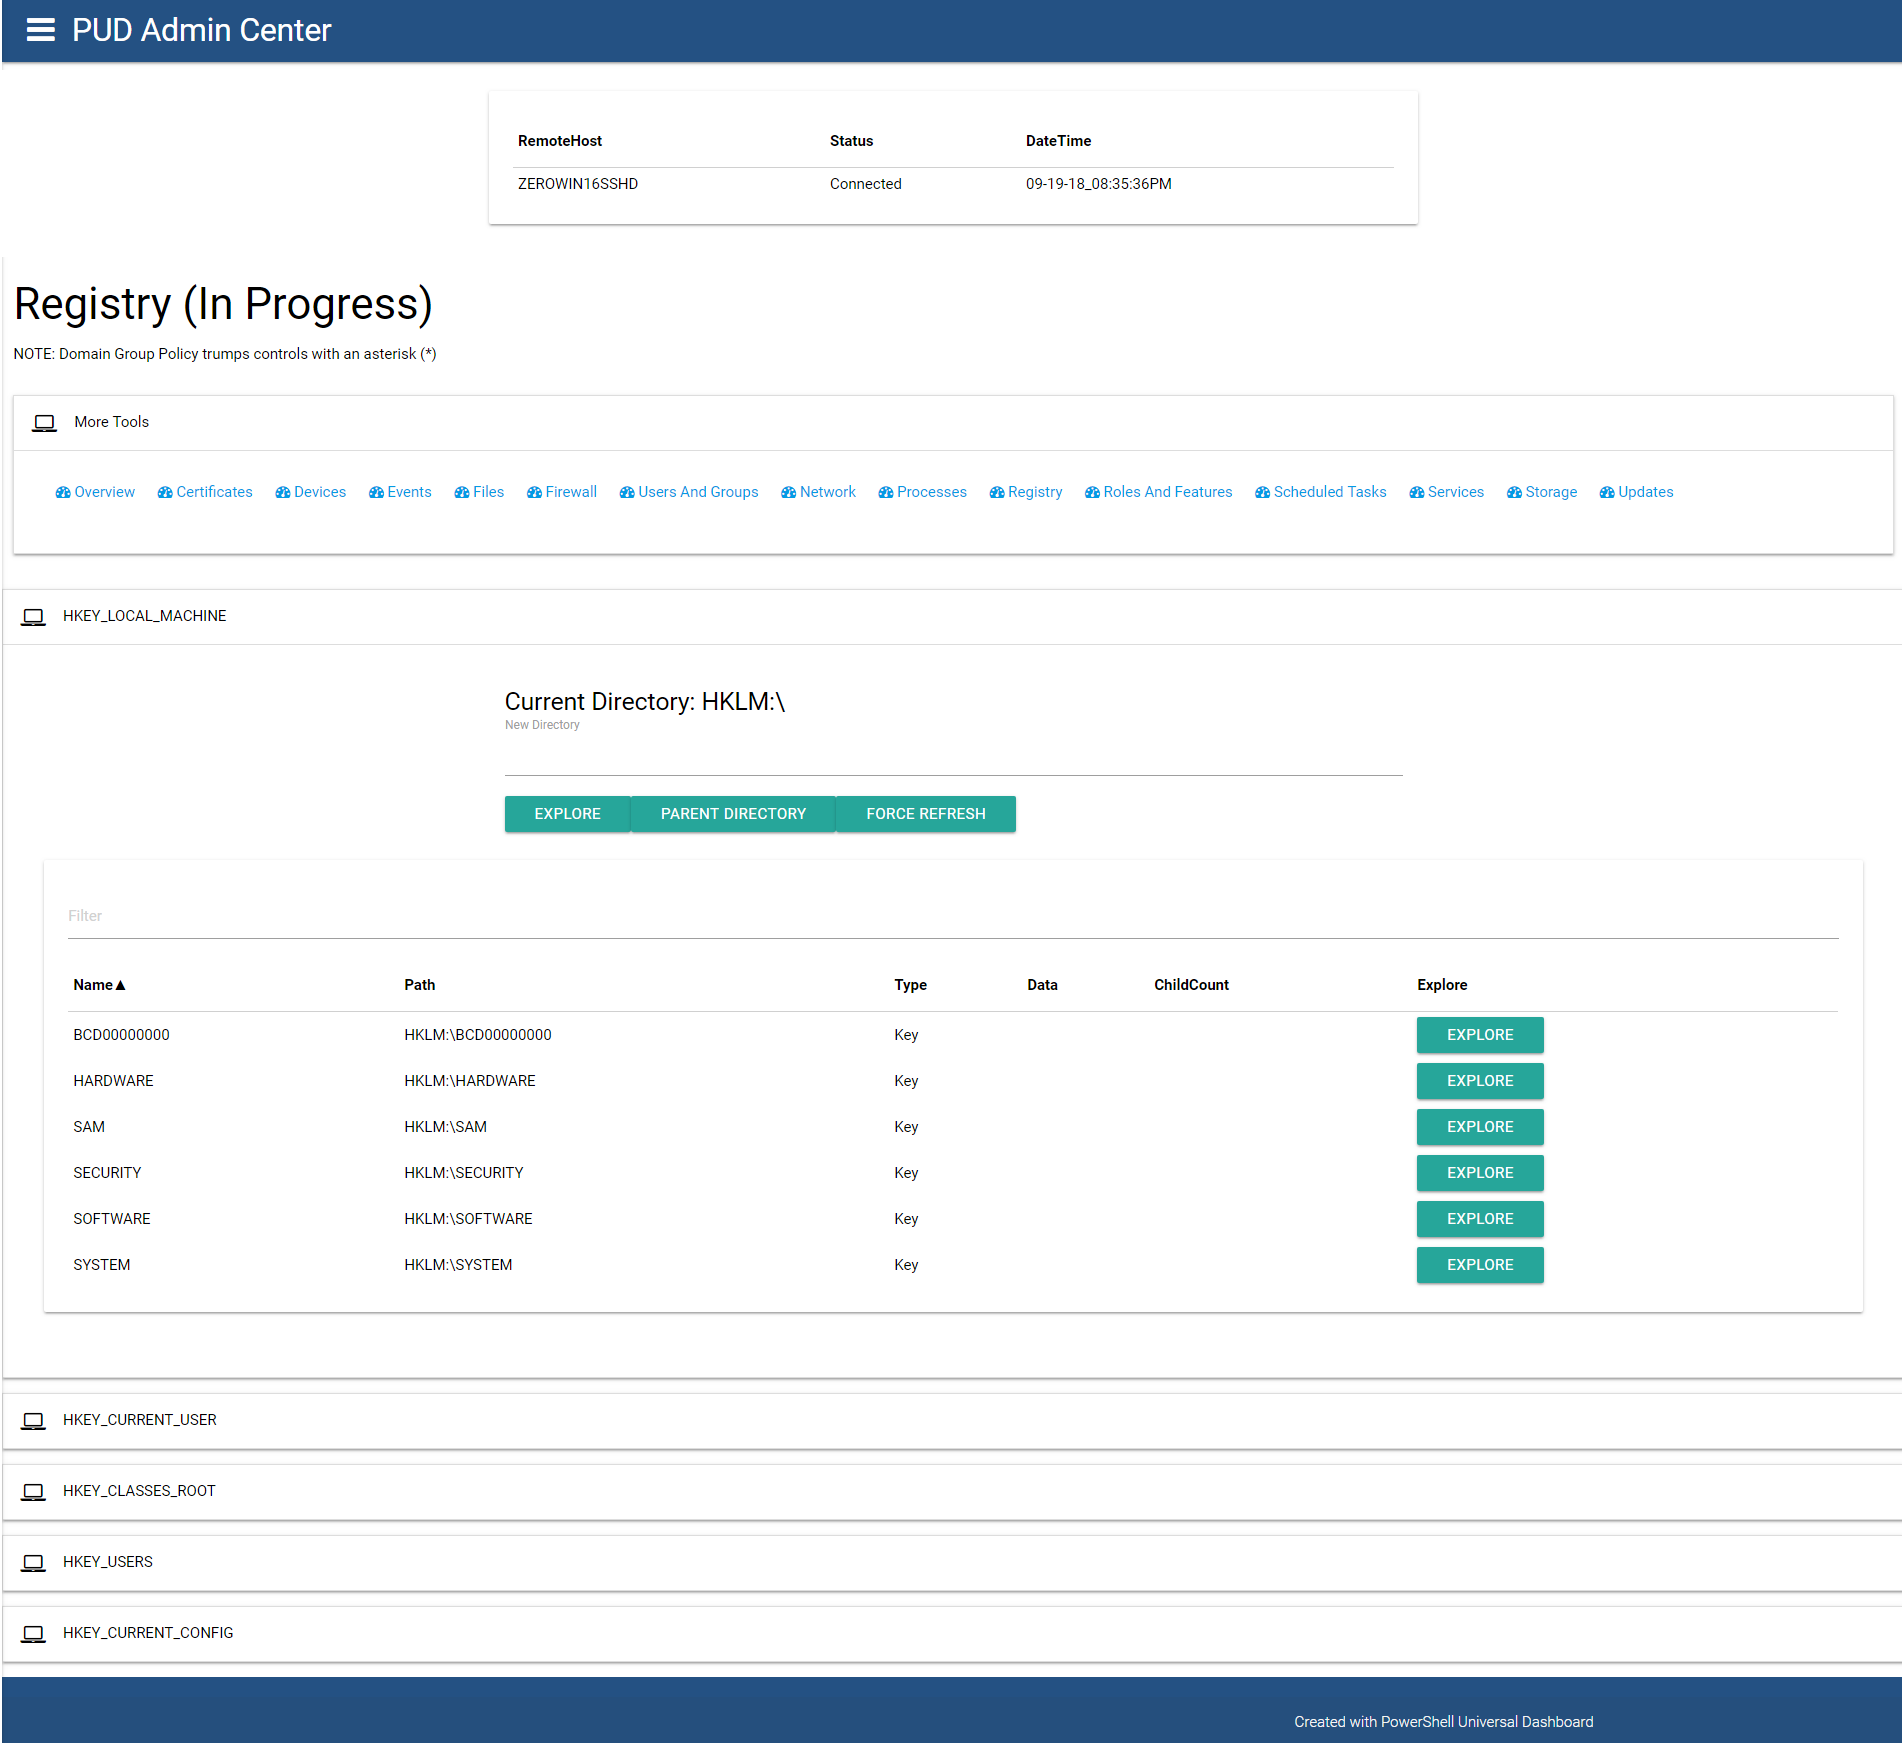 PUD Admin Center
RemoteHost Status DateTime
ZEROWIN16SSHD Connected 09-19-18_08:35:36PM
Registry (In Progress)
NOTE: Domain Group Policy trumps controls with an asterisk (*)
More Tools
Overview Certificates Devices Events Files Firewall Users And Groups Network Processes Registry Roles And Features Scheduled Tasks Services Storage Updates
HKEY_LOCAL_MACHINE
Current Directory: HKLM:\
New Directory
EXPLORE PARENT DIRECTORY FORCE REFRESH
Filter
Name▲ Path Type Data ChildCount Explore
BCD00000000 HKLM:\BCD00000000 Key EXPLORE
HARDWARE HKLM:\HARDWARE Key EXPLORE
SAM HKLM:\SAM Key EXPLORE
SECURITY HKLM:\SECURITY Key EXPLORE
SOFTWARE HKLM:\SOFTWARE Key EXPLORE
SYSTEM HKLM:\SYSTEM Key EXPLORE
HKEY_CURRENT_USER
HKEY_CLASSES_ROOT
HKEY_USERS
HKEY_CURRENT_CONFIG
Created with PowerShell Universal Dashboard